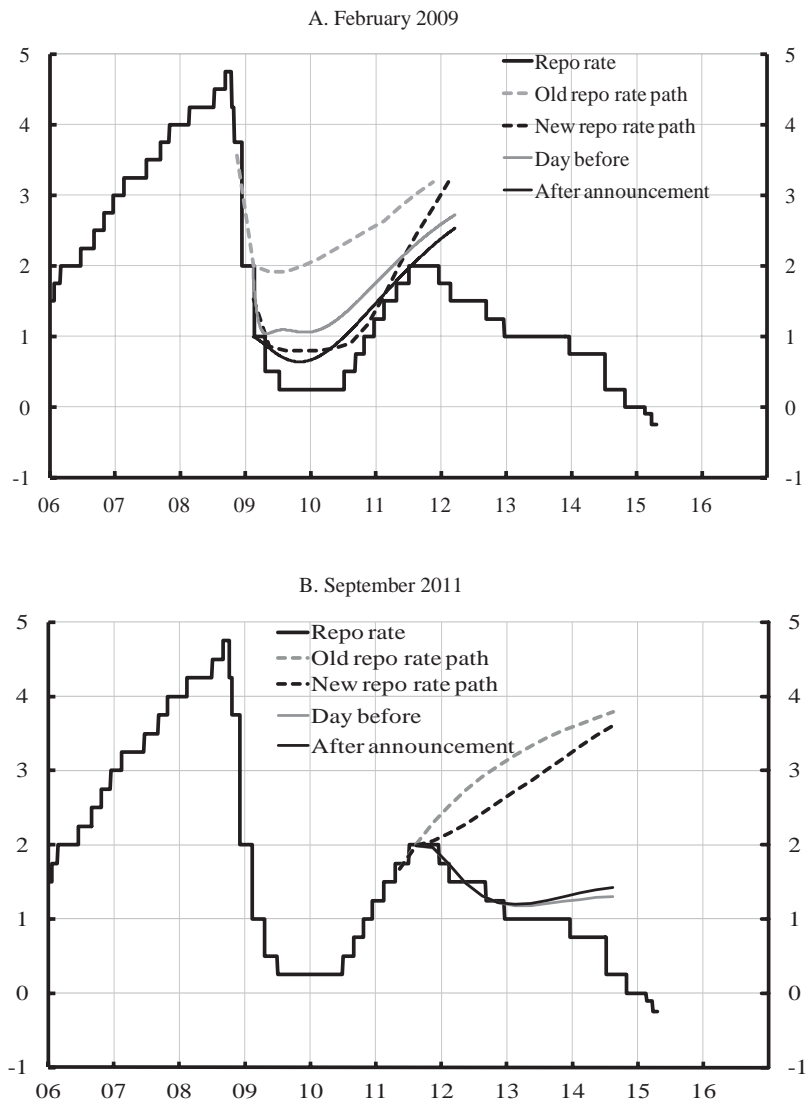 A. February 2009
5 5
Repo rate
Old repo rate path
4 4
New repo rate path
Day before
3 3
After announcement
2 2
1 1
0 0
-1 -1
06 07 08 09 10 11 12 13 14 15 16
B. September 2011
5 5
Repo rate
Old repo rate path
New repo rate path
4 4
Day before
After announcement
3 3
2 2
1 1
0 0
-1 -1
06 07 08 09 10 11 12 13 14 15 16